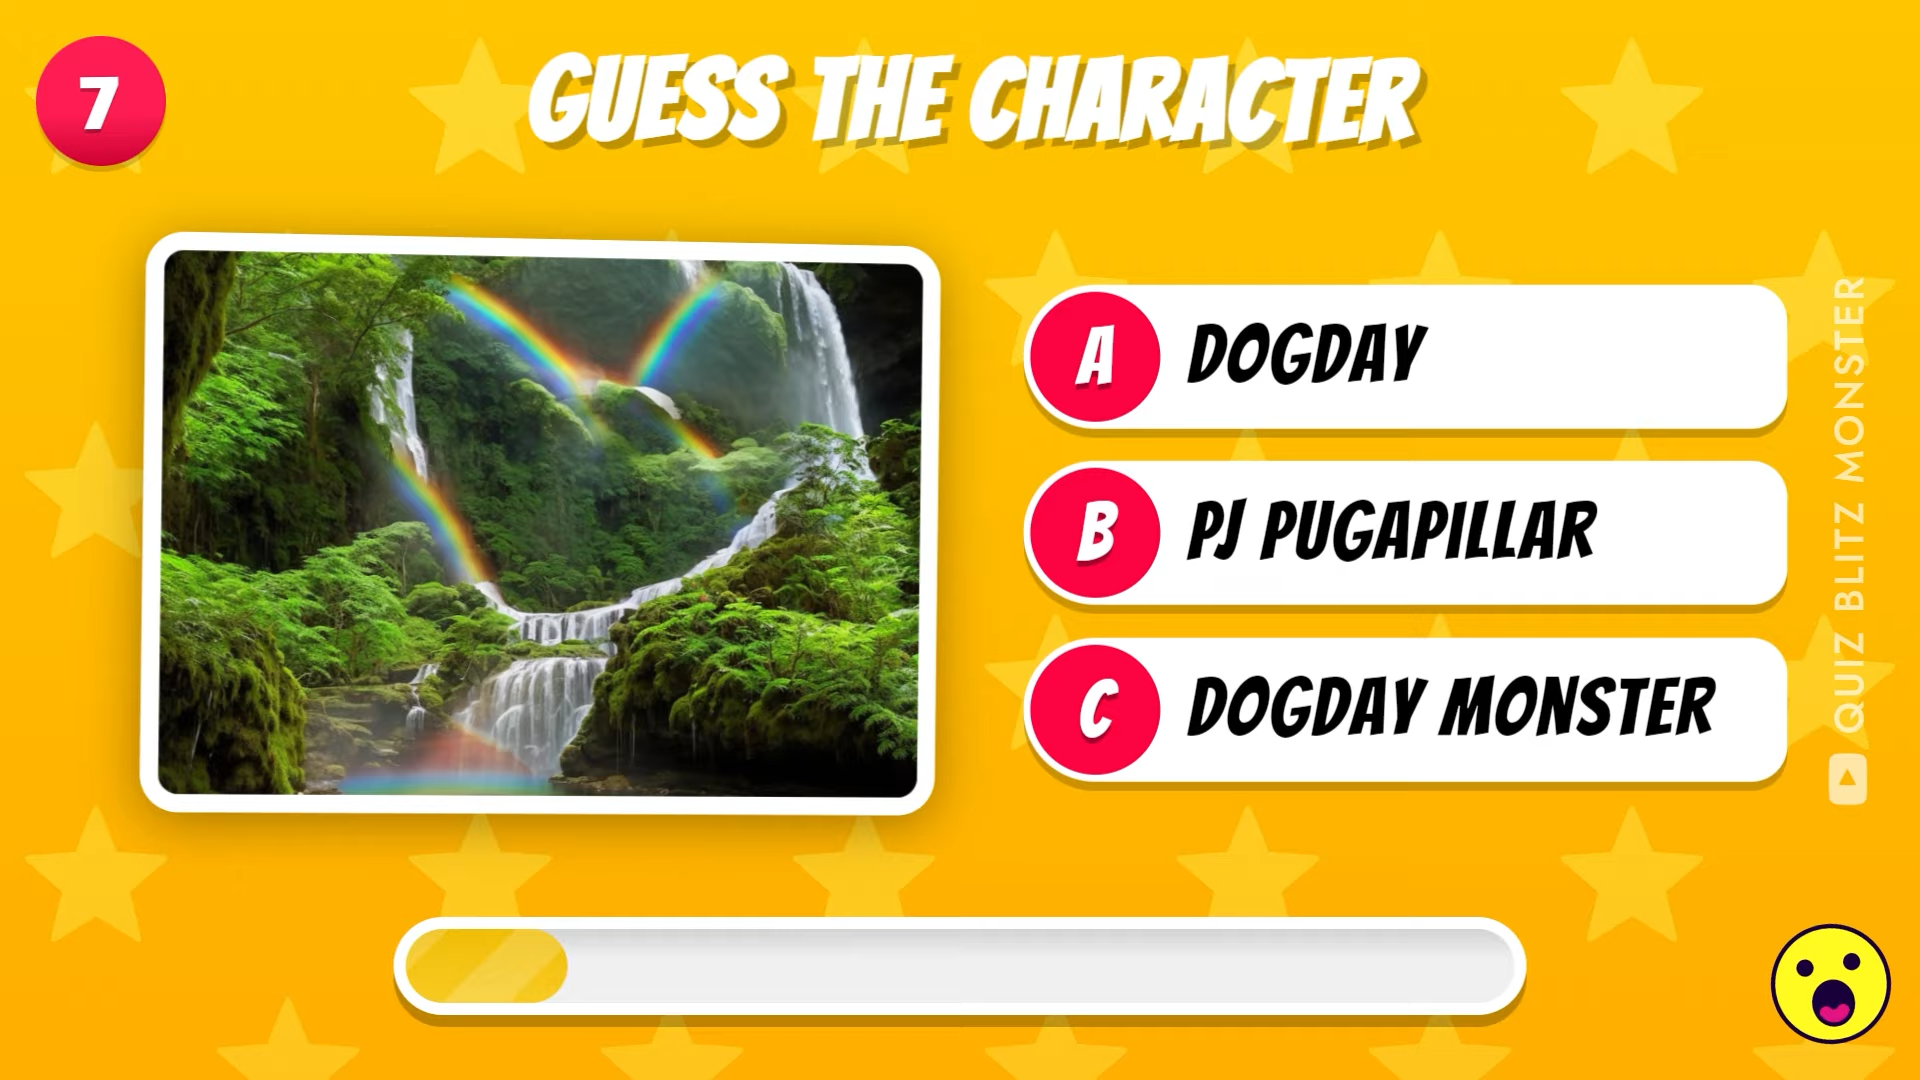 7
GUESS THE CHARACTER
A DOGDAY
B PJ PUGAPILLAR
C DOGDAY MONSTER
QUIZ BLITZ MONSTER